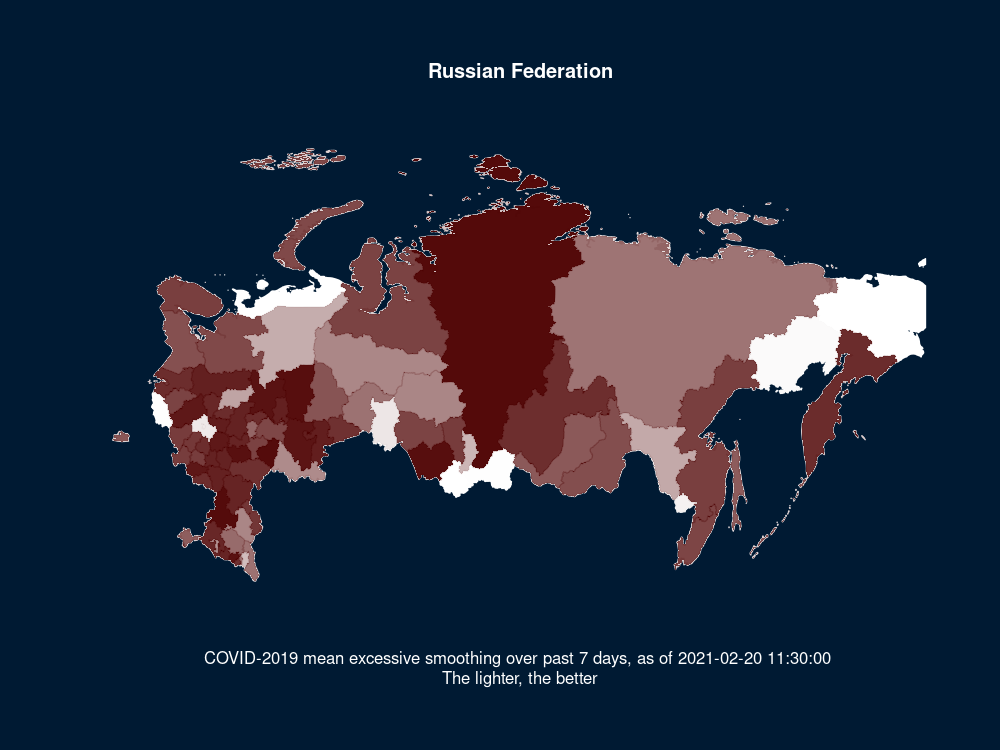 Russian Federation
COVID-2019 mean excessive smoothing over past 7 days, as of 2021-02-20 11:30:00
The lighter, the better